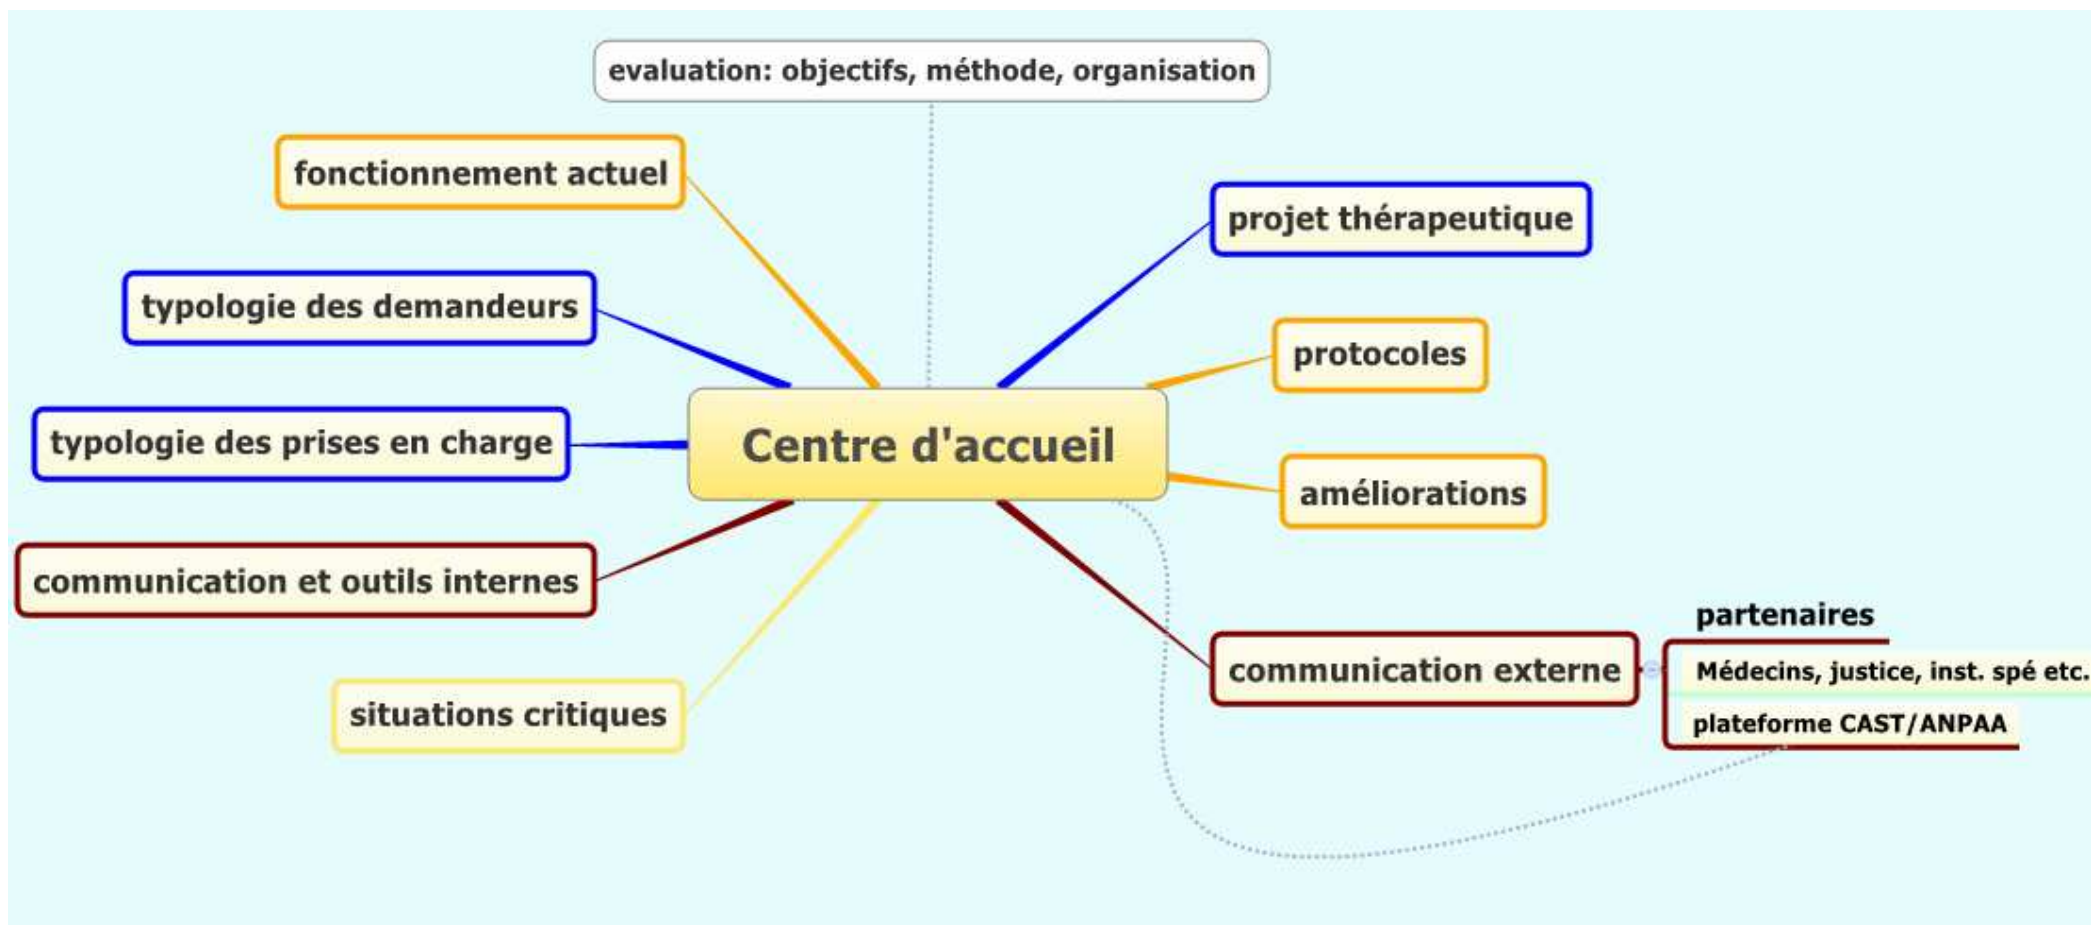 evaluation: objectifs, méthode, organisation
fonctionnement actuel
projet thérapeutique
typologie des demandeurs
protocoles
typologie des prises en charge
Centre d'accueil
améliorations
communication et outils internes
partenaires
communication externe
Médecins, justice, inst. spé etc.
situations critiques
plateforme CAST/ANPAA